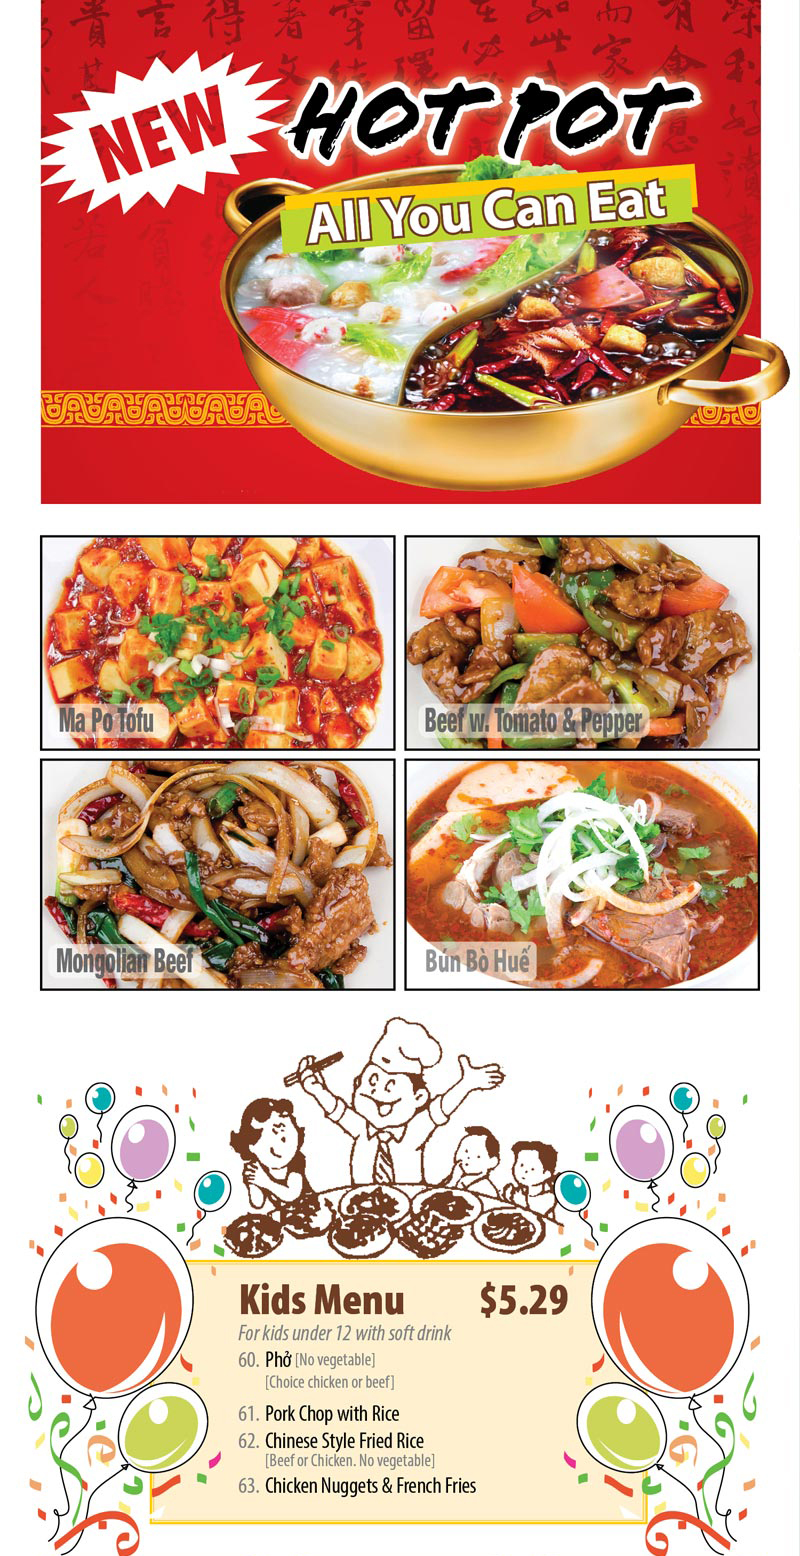 NEW
HOT POT
All You Can Eat
Ma Po Tofu
Beef w. Tomato & Pepper
Mongolian Beef
Bún Bò Huế
Kids Menu $5.29
For kids under 12 with soft drink
60. Phở [No vegetable]
[Choice chicken or beef]
61. Pork Chop with Rice
62. Chinese Style Fried Rice
[Beef or Chicken. No vegetable]
63. Chicken Nuggets & French Fries